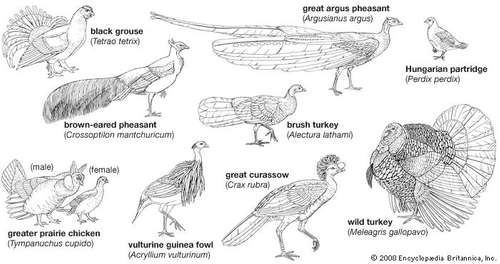 great argus pheasant
(Argusianus argus)
black grouse
(Tetrao tetrix)
Hungarian partridge
(Perdix perdix)
brown-eared pheasant
(Crossoptilon mantchuricum)
brush turkey
(Alectura lathami)
(male)
(female)
great curassow
(Crax rubra)
greater prairie chicken
(Tympanuchus cupido)
vulturine guinea fowl
(Acryllium vulturinum)
wild turkey
(Meleagris gallopavo)
© 2008 Encyclopædia Britannica, Inc.